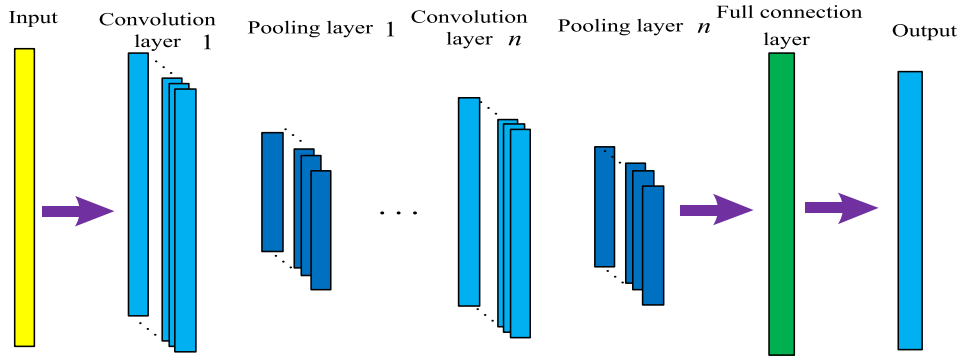 Input
Convolution
layer 1
Pooling layer 1
. . .
Convolution
layer n
Pooling layer n
Full connection
layer
Output